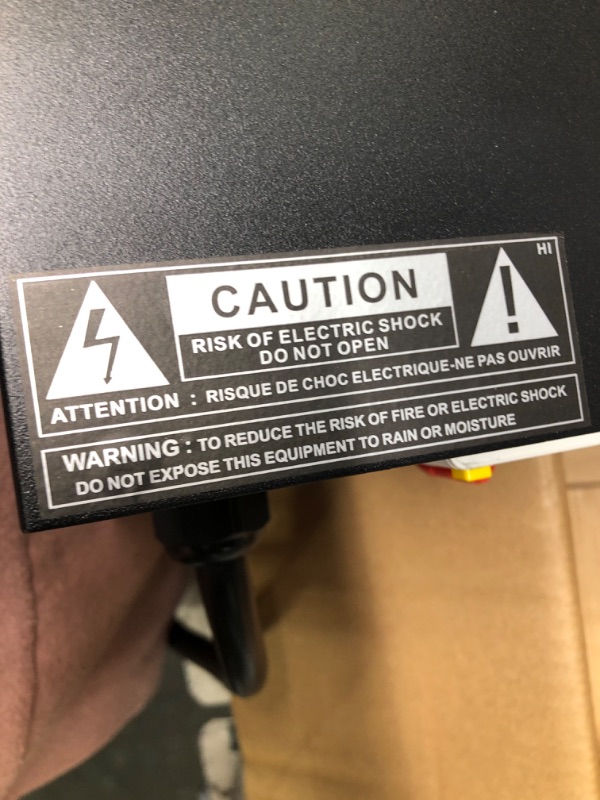 HI
CAUTION
RISK OF ELECTRIC SHOCK
DO NOT OPEN
ATTENTION : RISQUE DE CHOC ELECTRIQUE-NE PAS OUVRIR
WARNING : TO REDUCE THE RISK OF FIRE OR ELECTRIC SHOCK
DO NOT EXPOSE THIS EQUIPMENT TO RAIN OR MOISTURE